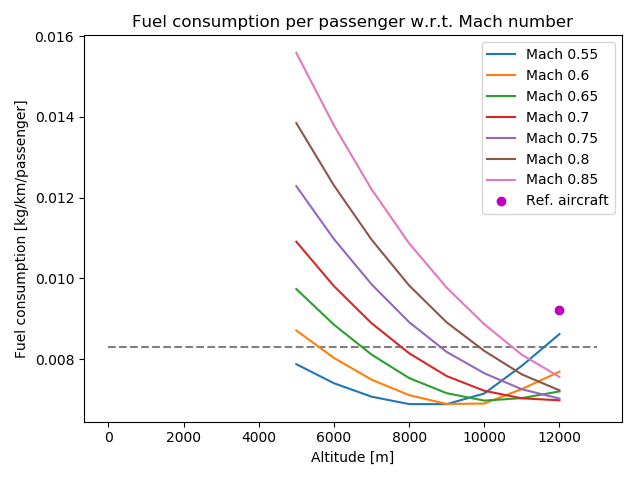 Fuel consumption per passenger w.r.t. Mach number
Fuel consumption [kg/km/passenger]
0.016
0.014
0.012
0.010
0.008
Mach 0.55
Mach 0.6
Mach 0.65
Mach 0.7
Mach 0.75
Mach 0.8
Mach 0.85
Ref. aircraft
0
2000
4000
6000
8000
10000
12000
Altitude [m]